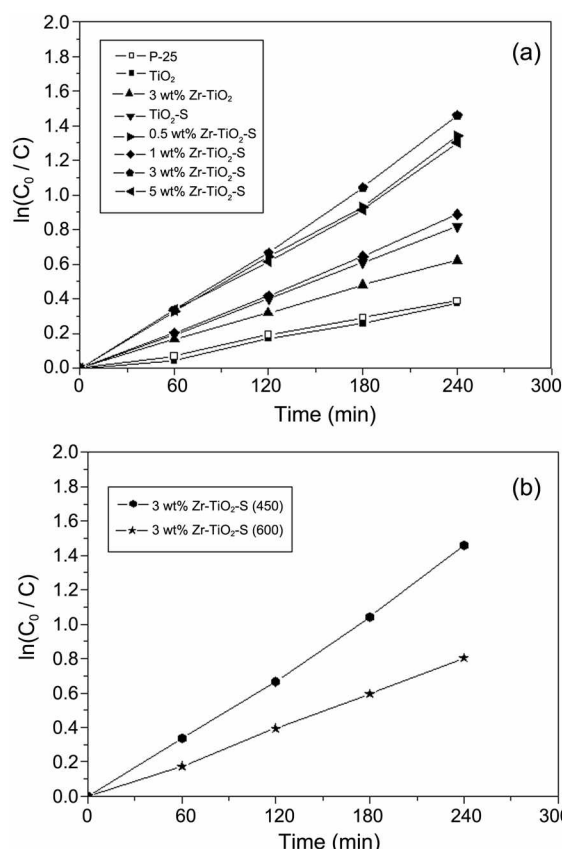 (a)
P-25
TiO₂
3 wt% Zr-TiO₂
TiO₂-S
0.5 wt% Zr-TiO₂-S
1 wt% Zr-TiO₂-S
3 wt% Zr-TiO₂-S
5 wt% Zr-TiO₂-S
ln(C₀ / C)
2.0
1.8
1.6
1.4
1.2
1.0
0.8
0.6
0.4
0.2
0.0
0
60
120
180
240
300
Time (min)
(b)
3 wt% Zr-TiO₂-S (450)
3 wt% Zr-TiO₂-S (600)
ln(C₀ / C)
2.0
1.8
1.6
1.4
1.2
1.0
0.8
0.6
0.4
0.2
0.0
0
60
120
180
240
Time (min)